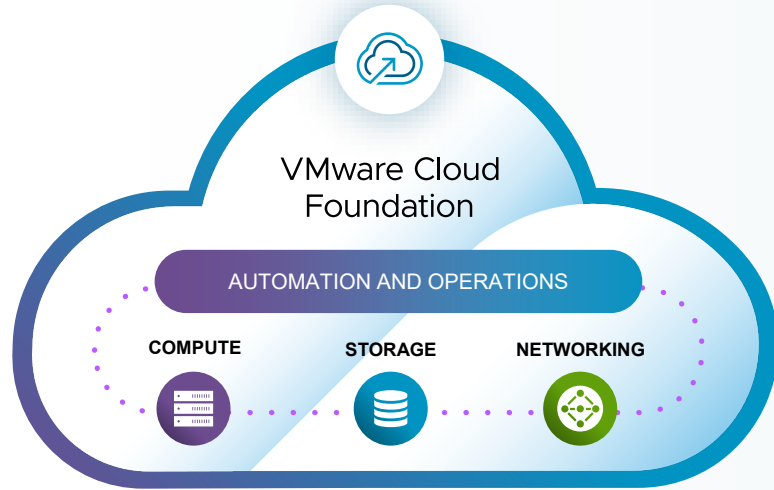 VMware Cloud
Foundation
AUTOMATION AND OPERATIONS
COMPUTE STORAGE NETWORKING